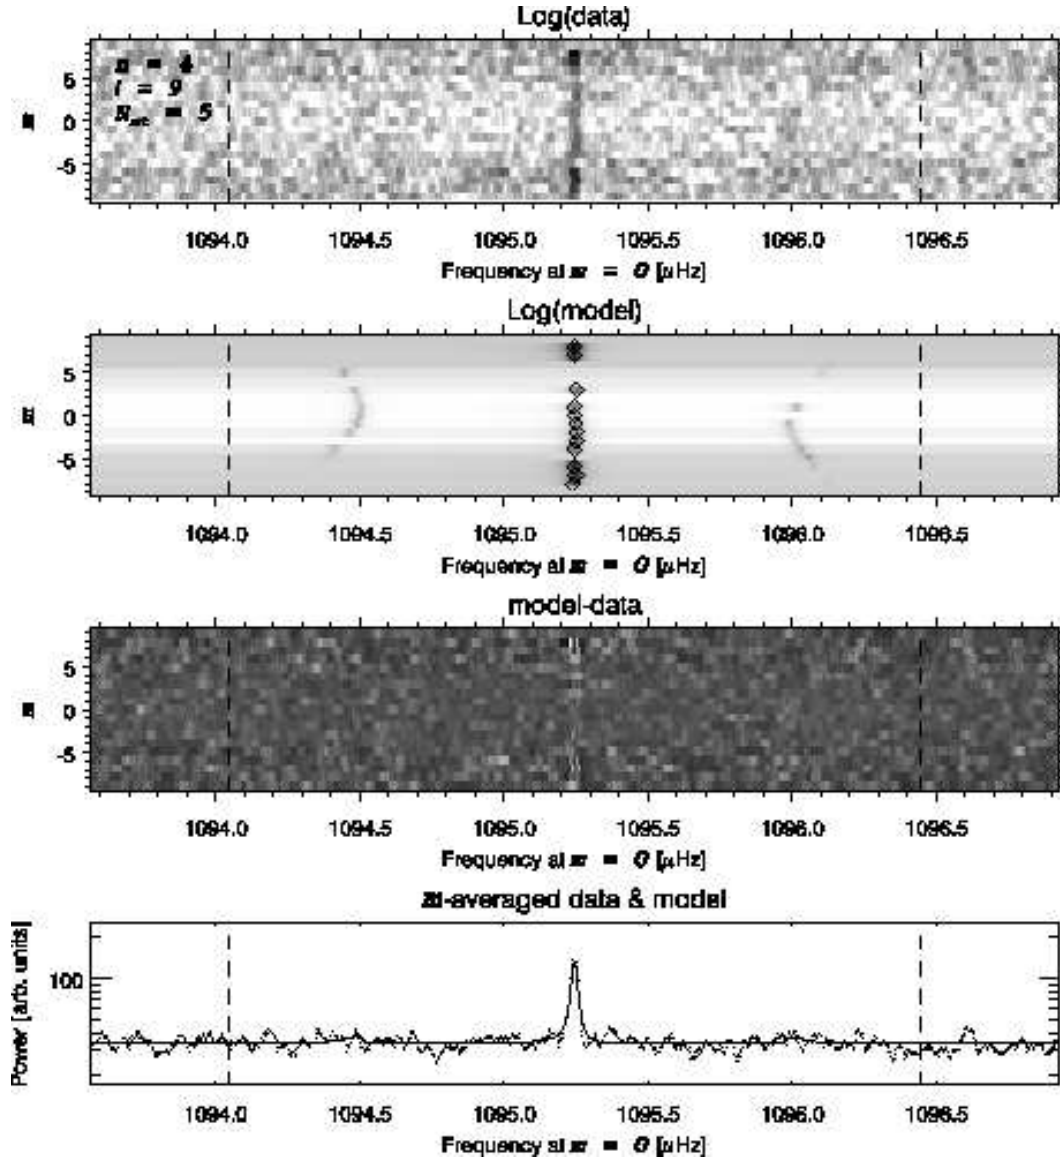 Log(data)
n = 4
l = 9
5
0
-5
m
1094.0 1094.5 1095.0 1095.5 1096.0 1096.5
Frequency at m = 0 [μHz]
Log(model)
5
0
-5
m
1094.0 1094.5 1095.0 1095.5 1096.0 1096.5
Frequency at m = 0 [μHz]
model-data
5
0
-5
m
1094.0 1094.5 1095.0 1095.5 1096.0 1096.5
Frequency at m = 0 [μHz]
m-averaged data & model
Power [arb. units]
100
1094.0 1094.5 1095.0 1095.5 1096.0 1096.5
Frequency at m = 0 [μHz]